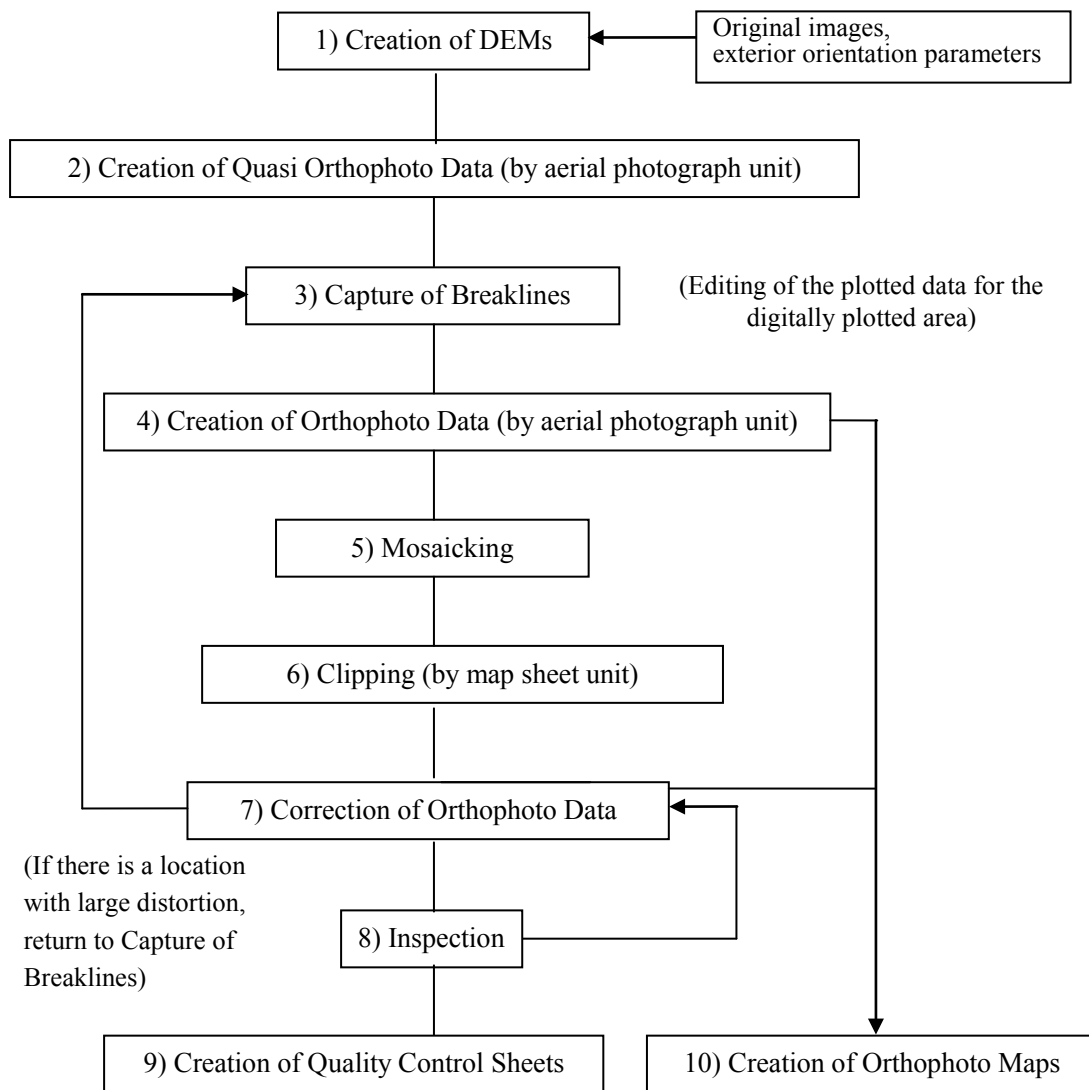 1) Creation of DEMs
Original images,
exterior orientation parameters
2) Creation of Quasi Orthophoto Data (by aerial photograph unit)
3) Capture of Breaklines
(Editing of the plotted data for the
digitally plotted area)
4) Creation of Orthophoto Data (by aerial photograph unit)
5) Mosaicking
6) Clipping (by map sheet unit)
7) Correction of Orthophoto Data
(If there is a location
with large distortion,
return to Capture of
Breaklines)
8) Inspection
9) Creation of Quality Control Sheets
10) Creation of Orthophoto Maps